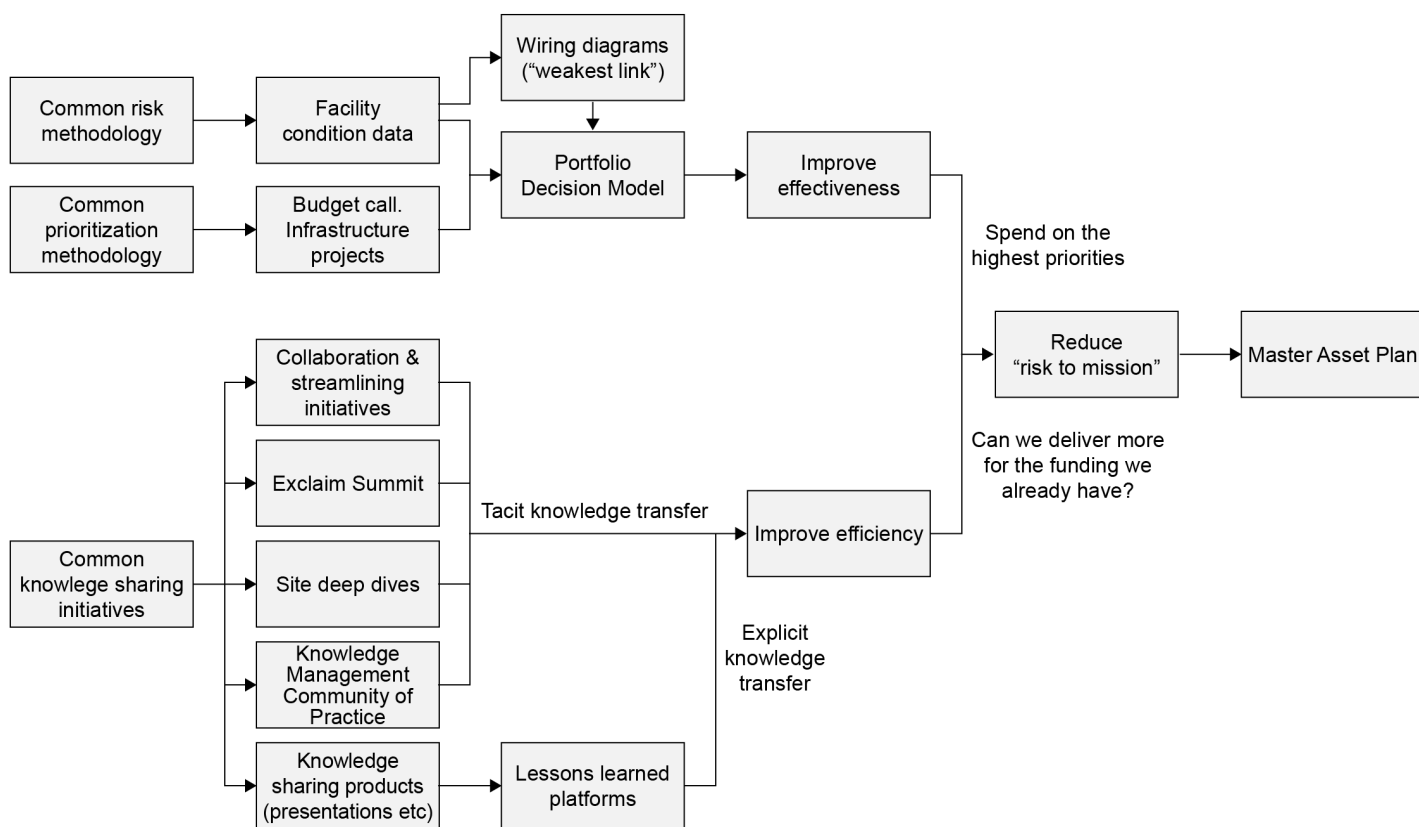 Wiring diagrams
(“weakest link”)
Common risk
methodology
Facility
condition data
Portfolio
Decision Model
Improve
effectiveness
Common
prioritization
methodology
Budget call.
Infrastructure
projects
Spend on the
highest priorities
Reduce
“risk to mission”
Master Asset Plan
Collaboration &
streamlining
initiatives
Can we deliver more
for the funding we
already have?
Exclaim Summit
Tacit knowledge transfer
Improve efficiency
Common
knowlege sharing
initiatives
Site deep dives
Explicit
knowledge
transfer
Knowledge
Management
Community of
Practice
Knowledge
sharing products
(presentations etc)
Lessons learned
platforms